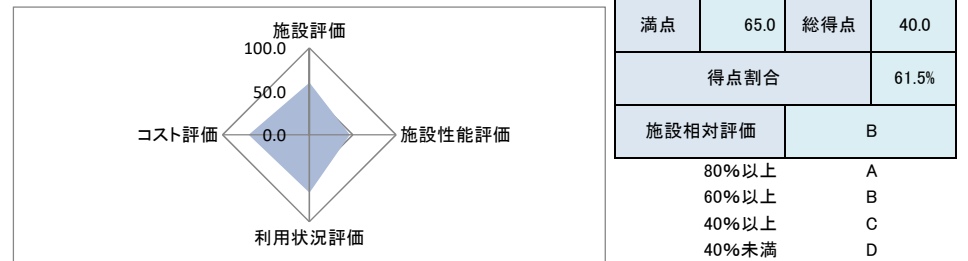 施設評価
100.0
50.0
0.0
コスト評価
施設性能評価
利用状況評価
満点 65.0 総得点 40.0
得点割合 61.5%
施設相対評価 B
80%以上 A
60%以上 B
40%以上 C
40%未満 D